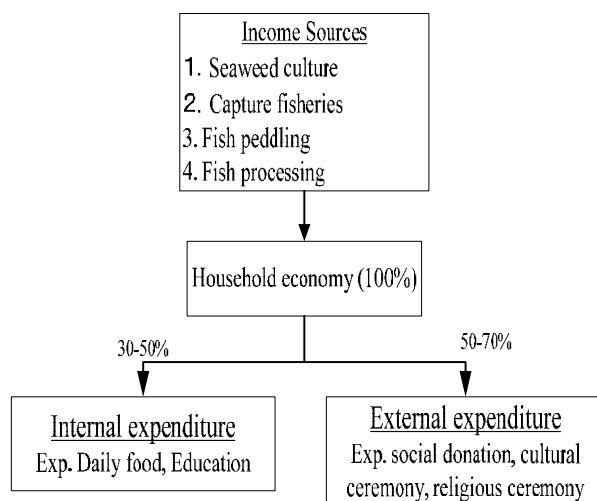 Income Sources
1. Seaweed culture
2. Capture fisheries
3. Fish peddling
4. Fish processing
Household economy (100%)
30-50%
50-70%
Internal expenditure
Exp. Daily food, Education
External expenditure
Exp. social donation, cultural
ceremony, religious ceremony